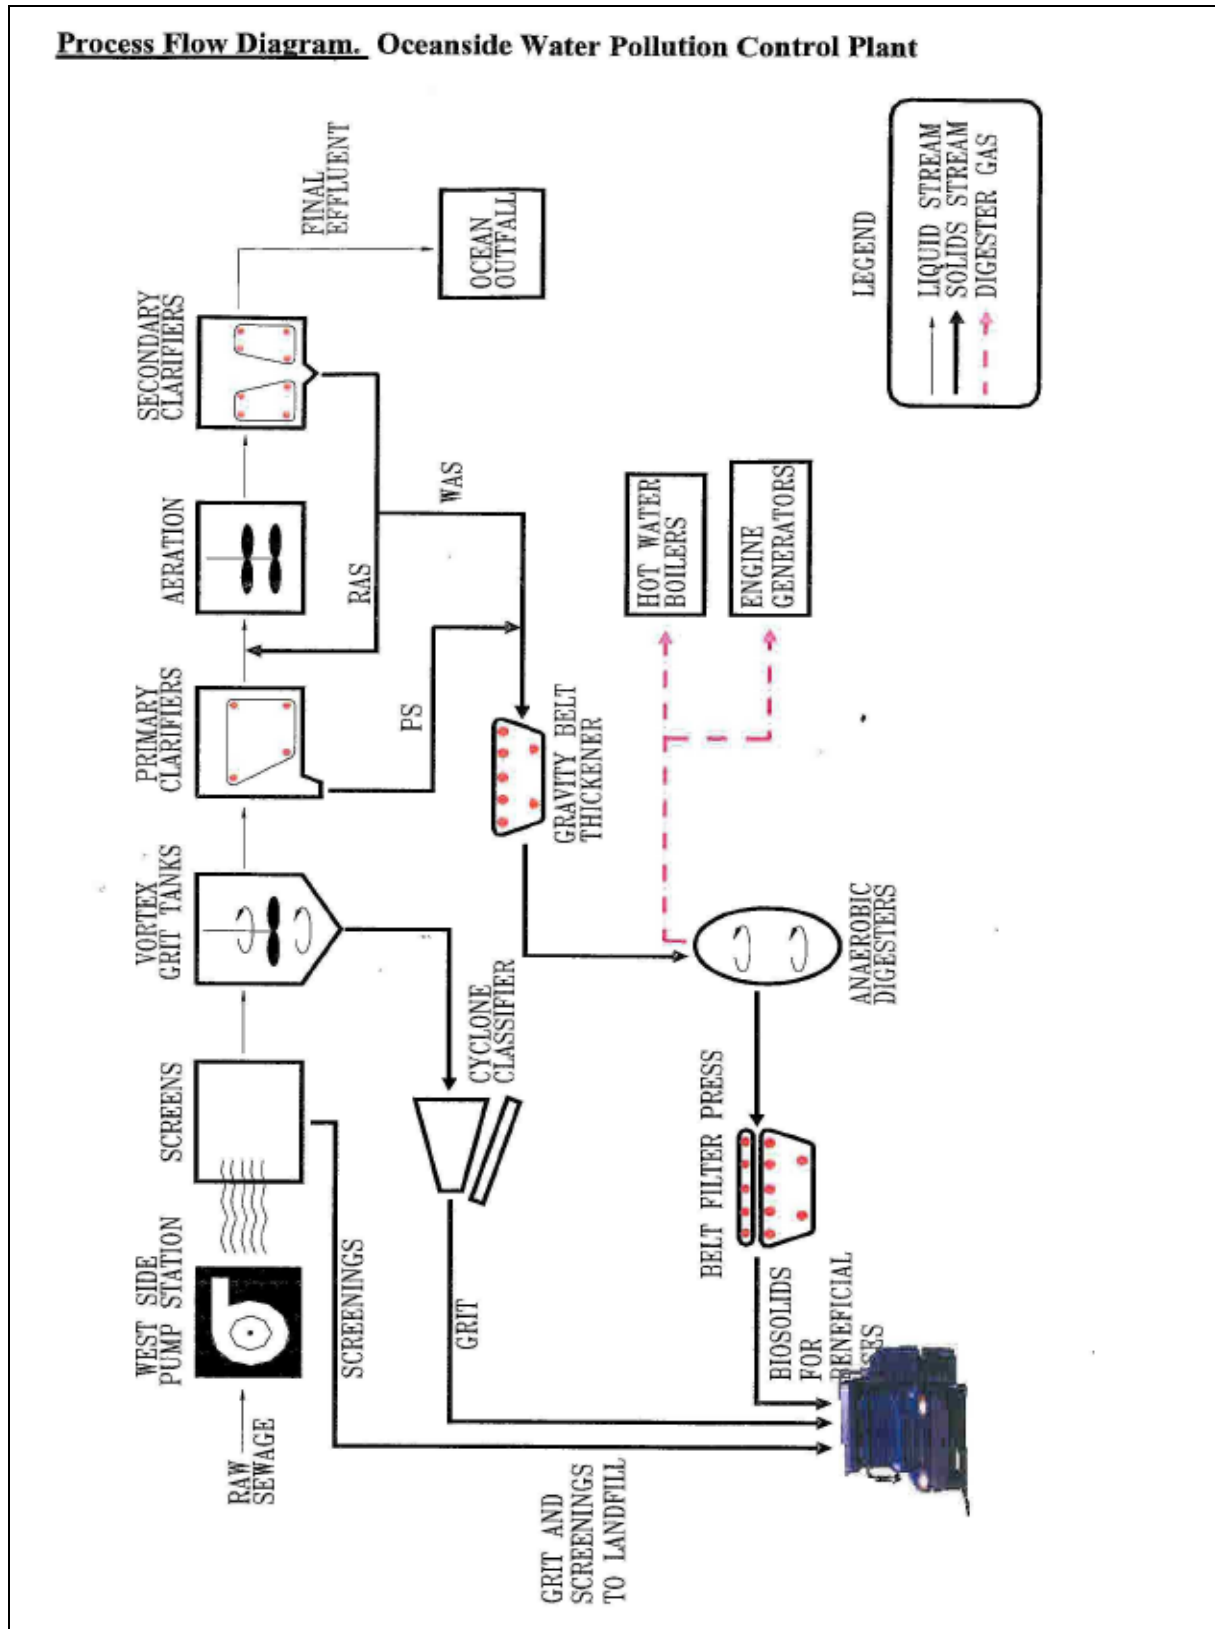 Process Flow Diagram. Oceanside Water Pollution Control Plant
RAW
SEWAGE
WEST SIDE
PUMP STATION
SCREENS
VORTEX
GRIT TANKS
PRIMARY
CLARIFIERS
AERATION
SECONDARY
CLARIFIERS
FINAL
EFFLUENT
OCEAN
OUTFALL
SCREENINGS
GRIT
CYCLONE
CLASSIFIER
PS
RAS
WAS
GRAVITY BELT
THICKENER
HOT WATER
BOILERS
ENGINE
GENERATORS
GRIT AND
SCREENINGS
TO LANDFILL
BELT FILTER PRESS
BIOSOLIDS
FOR
BENEFICIAL
USES
ANAEROBIC
DIGESTERS
LEGEND
LIQUID STREAM
SOLIDS STREAM
DIGESTER GAS